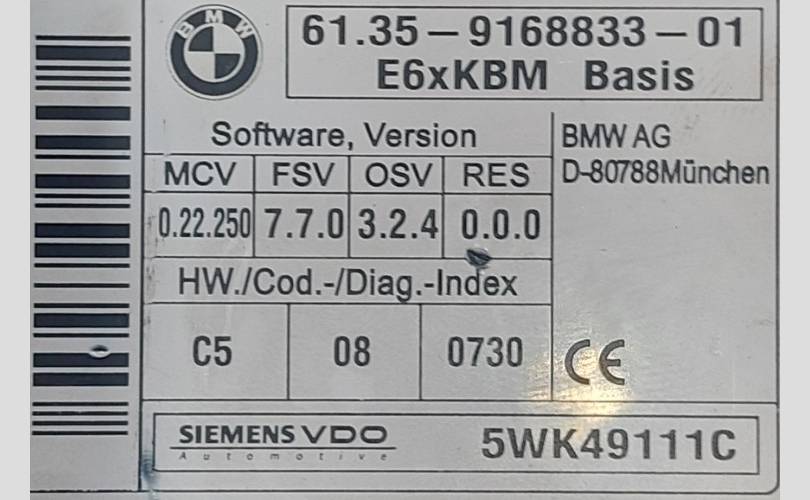 BMW
61.35-9168833-01
E6xKBM Basis
Software, Version
MCV FSV OSV RES
0.22.250 7.7.0 3.2.4 0.0.0
BMW AG
D-80788München
HW./Cod.-/Diag.-Index
C5 08 0730
CE
SIEMENS VDO
Automotive
5WK49111C